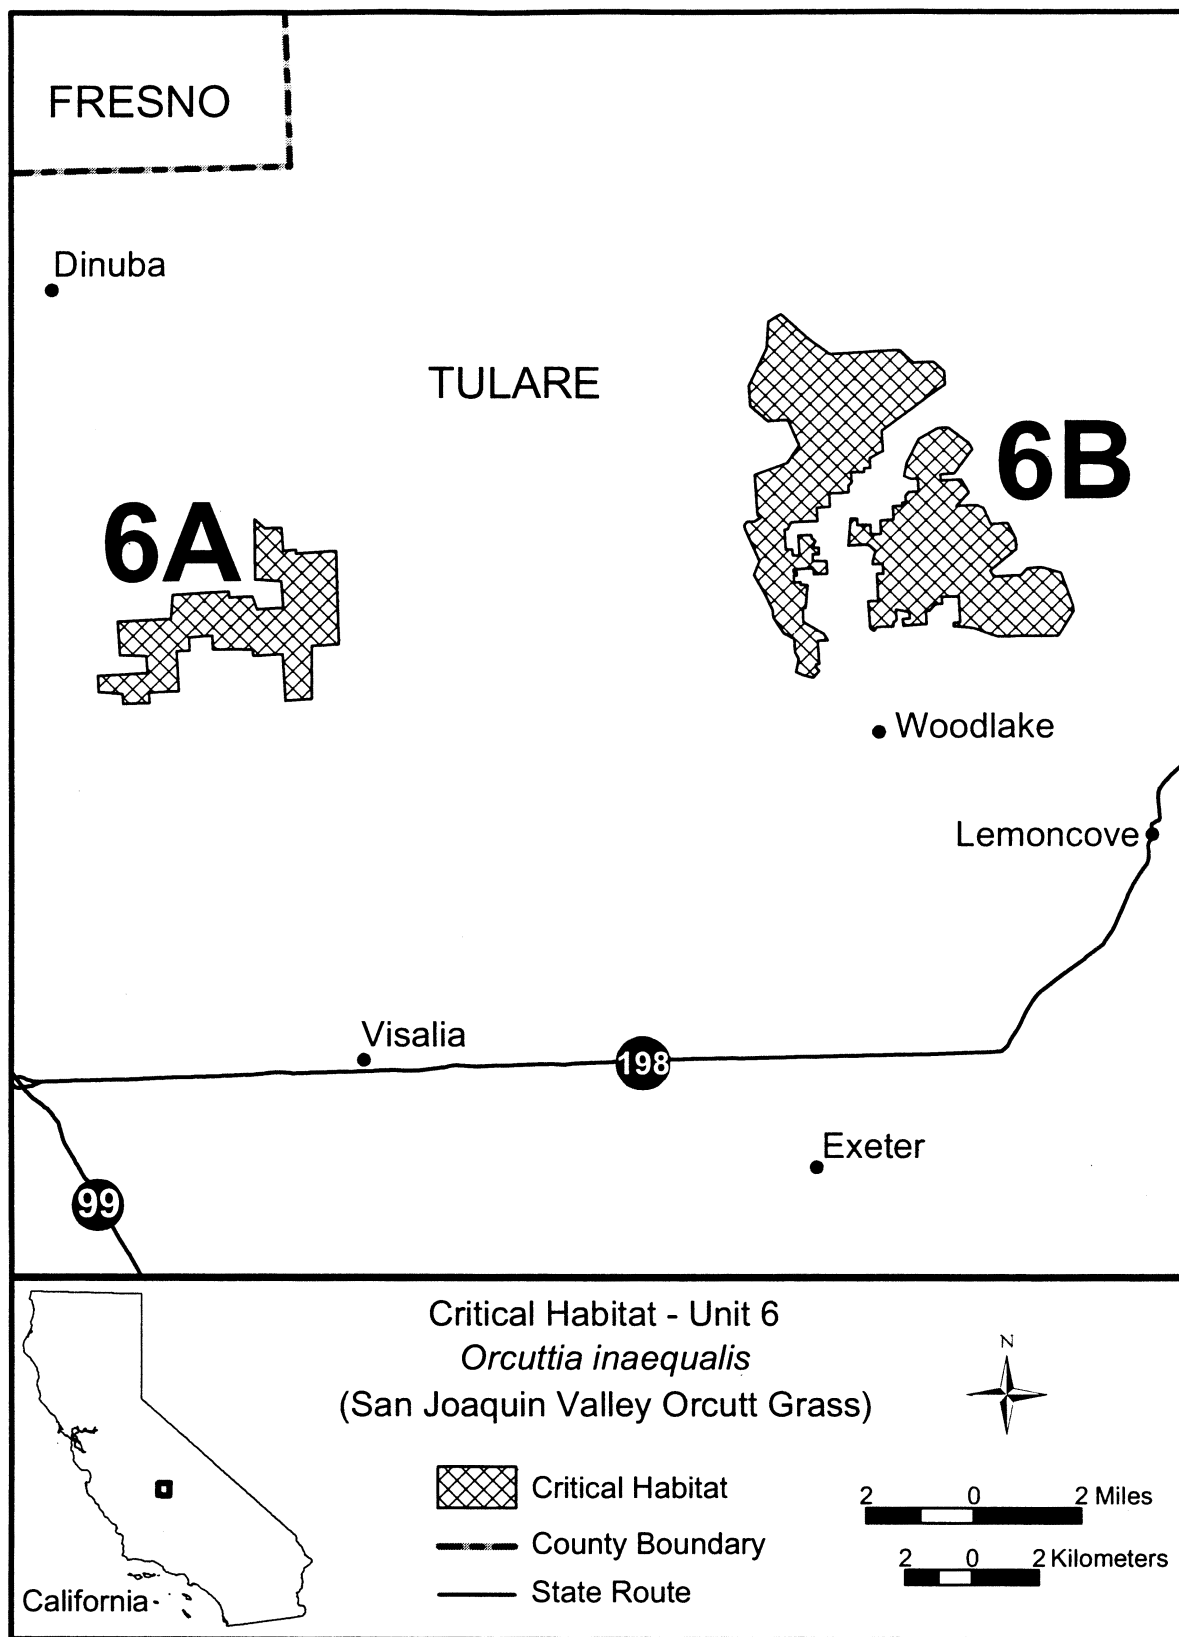 FRESNO
Dinuba
TULARE
6B
6A
Woodlake
Lemoncove
Visalia
198
Exeter
99
Critical Habitat - Unit 6
Orcuttia inaequalis
(San Joaquin Valley Orcutt Grass)
N
Critical Habitat
County Boundary
State Route
2 0 2 Miles
2 0 2 Kilometers
California